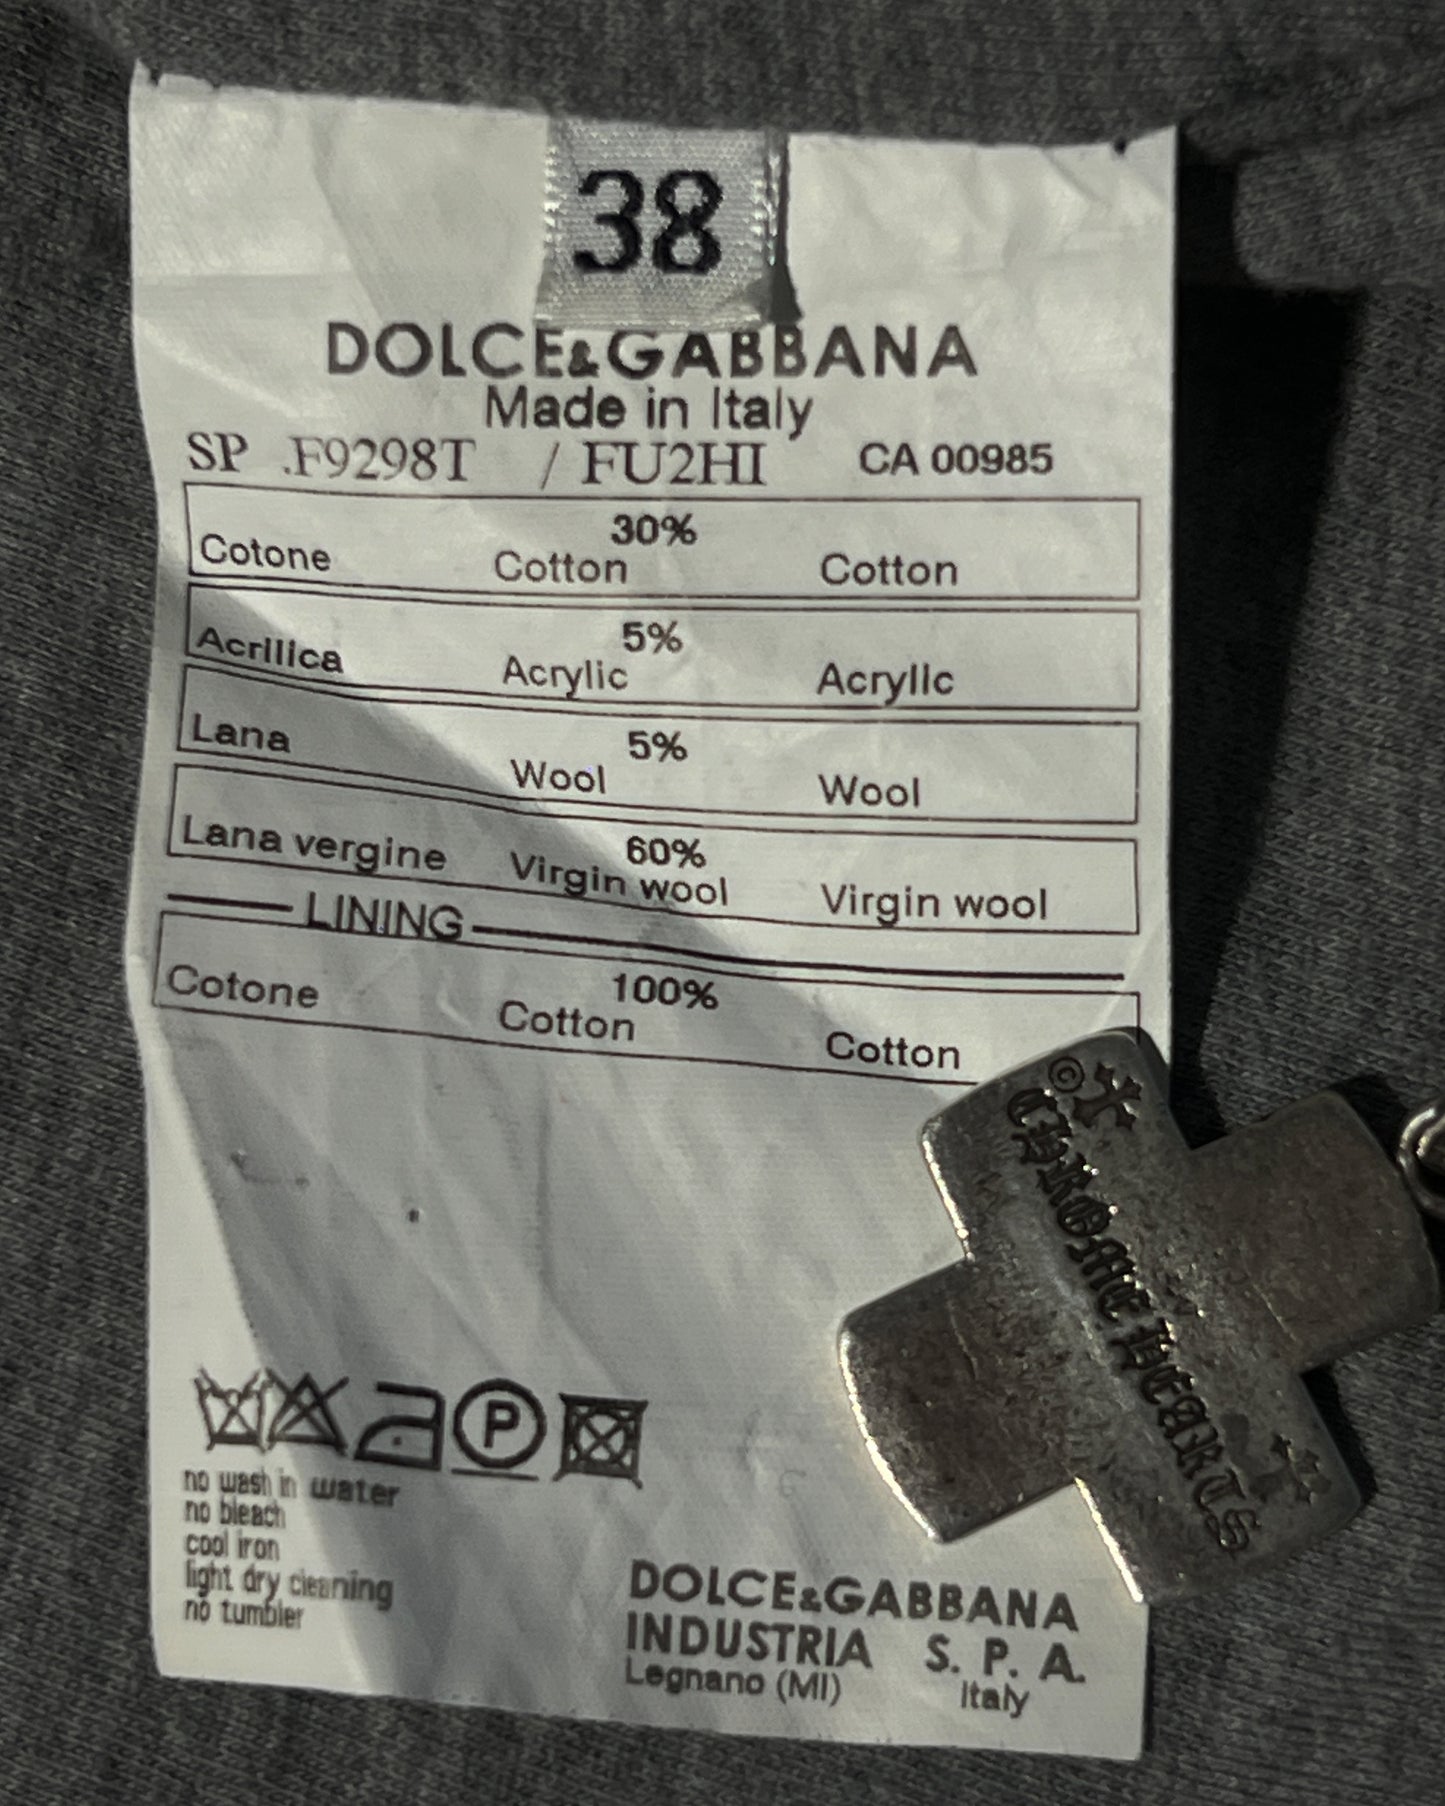 38
DOLCE&GABBANA
Made in Italy
SP .F9298T / FU2HI CA 00985
30%
Cotone Cotton Cotton
5%
Acrilica Acrylic Acrylic
5%
Lana Wool Wool
60%
Lana vergine Virgin wool Virgin wool
LINING
100%
Cotone Cotton Cotton
© CHROME HEARTS
P
no wash in water
no bleach
cool iron
light dry cleaning
no tumbler
DOLCE&GABBANA
INDUSTRIA S. P. A.
Legnano (MI) Italy